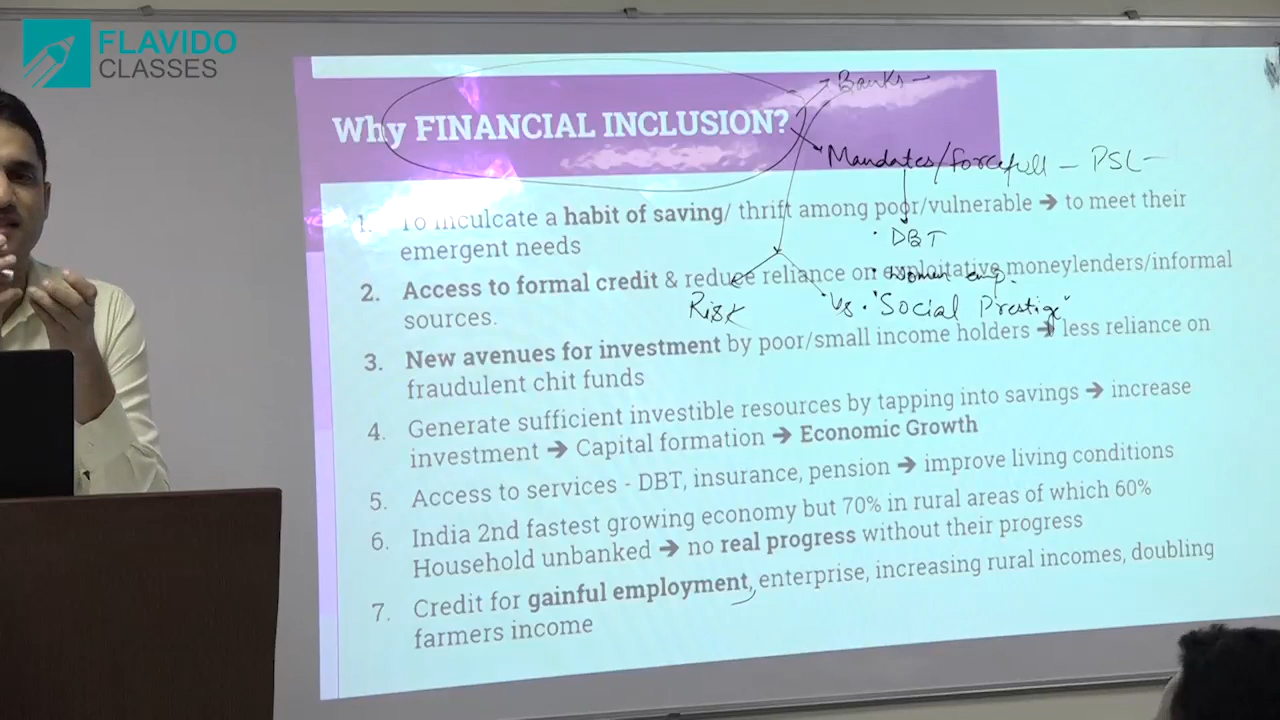 FLAVIDO
CLASSES
Banks -
Why FINANCIAL INCLUSION?
Mandates/forcefull - PSL -
1. To inculcate a habit of saving/ thrift among poor/vulnerable → to meet their
emergent needs
• DBT
2. Access to formal credit & reduce reliance on exploitative moneylenders/informal
sources.
• Women emp.
Risk
Vs • "Social Prestige"
3. New avenues for investment by poor/small income holders → less reliance on
fraudulent chit funds
4. Generate sufficient investible resources by tapping into savings → increase
investment → Capital formation → Economic Growth
5. Access to services - DBT, insurance, pension → improve living conditions
6. India 2nd fastest growing economy but 70% in rural areas of which 60%
Household unbanked → no real progress without their progress
7. Credit for gainful employment, enterprise, increasing rural incomes, doubling
farmers income